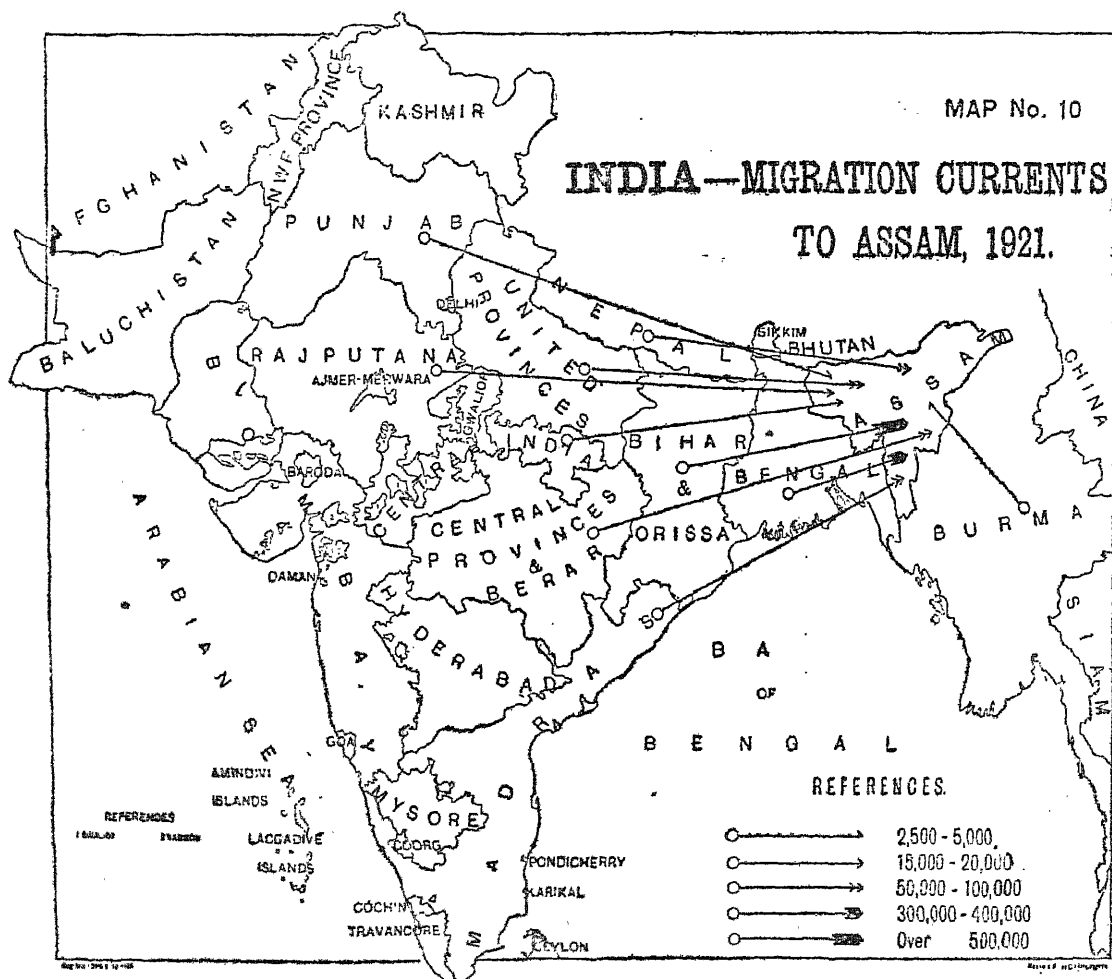 MAP No. 10
INDIA—MIGRATION CURRENTS
TO ASSAM, 1921.
AFGHANISTAN
NWF PROVINCE
KASHMIR
BALUCHISTAN
PUNJAB
DELHI
UNITED
PROVINCES
NEPAL
SIKKIM
BHUTAN
ASSAM
CHINA
RAJPUTANA
AJMER-MERWARA
GWALIOR
CENTRAL
INDIA
BIHAR
&
ORISSA
BENGAL
BURMA
SIAM
BARODA
DAMAN
BOMBAY
CENTRAL
PROVINCES
&
BERAR
HYDERABAD
ARABIAN SEA
BA
OF
BENGAL
GOA
AMINDIVI
ISLANDS
LACCADIVE
ISLANDS
MYSORE
COORG
MADRAS
PONDICHERRY
KARIKAL
COCHIN
TRAVANCORE
CEYLON
REFERENCES
REFERENCES.
2,500 - 5,000
15,000 - 20,000
50,000 - 100,000
300,000 - 400,000
Over 500,000